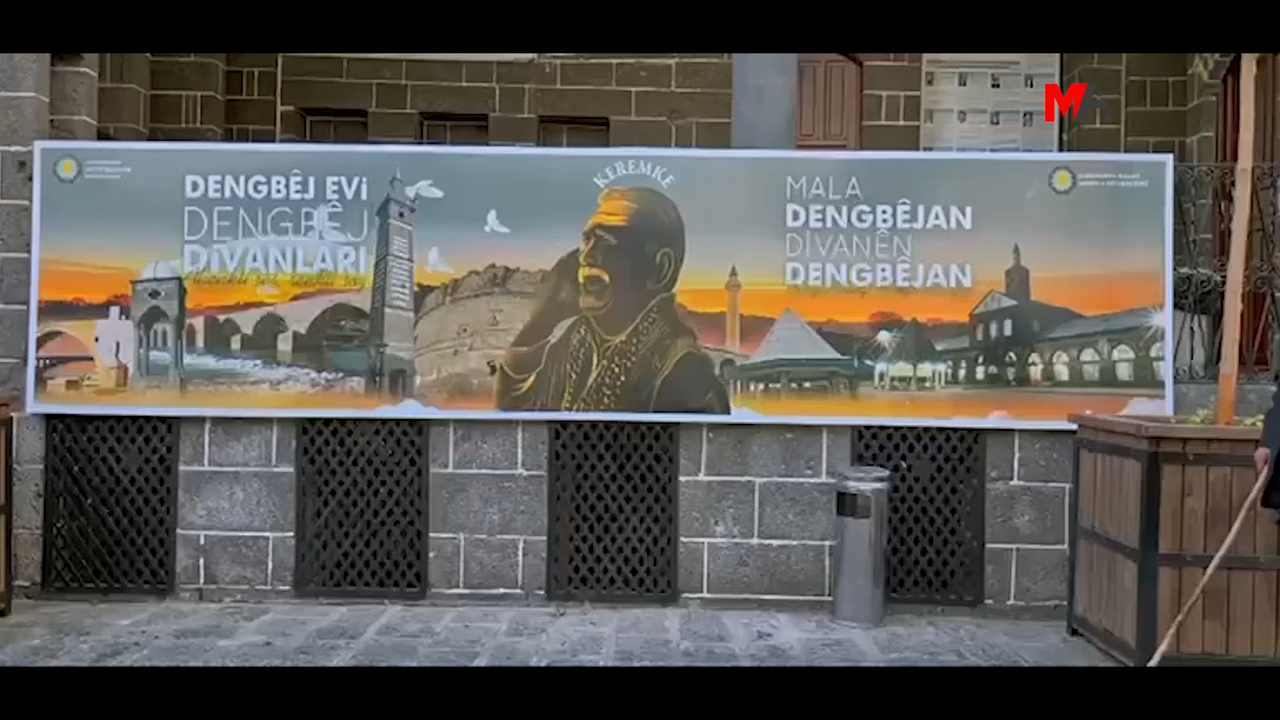 DENGBÊJ EVi
DENGBÊJ
DİVANLARI
KEREMKE
MALA
DENGBÊJAN
DÎVANÊN
DENGBÊJAN
M